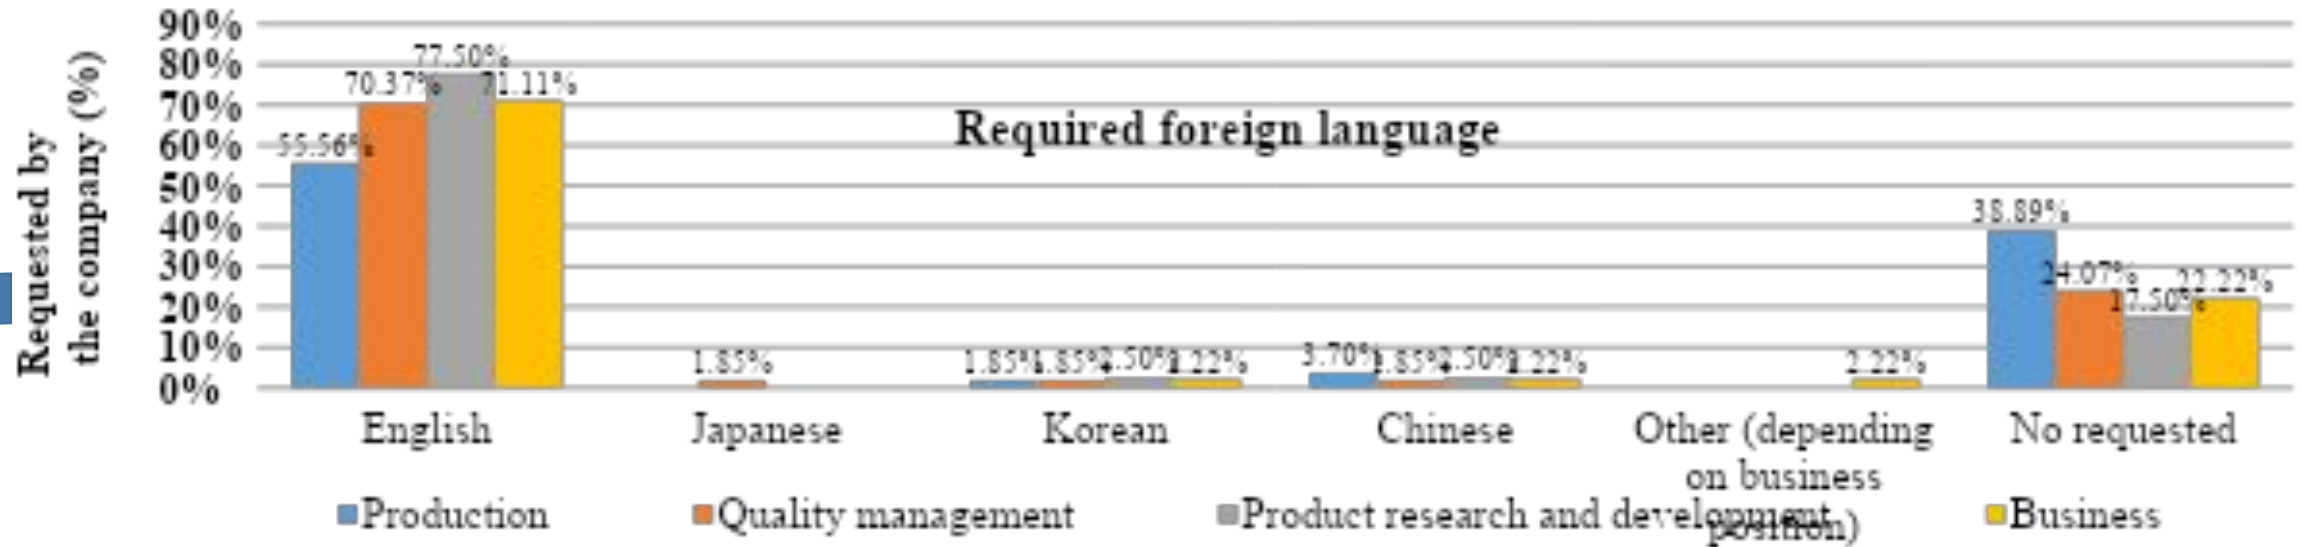 90%
80%
70%
60%
50%
40%
30%
20%
10%
0%
Requested by
the company (%)
Required foreign language
55.56%
70.37%
77.50%
71.11%
1.85%
1.85%
1.85%
2.50%
2.22%
3.70%
1.85%
2.50%
2.22%
2.22%
38.89%
24.07%
17.50%
22.22%
English
Japanese
Korean
Chinese
Other (depending
on business
position)
No requested
Production
Quality management
Product research and development
Business